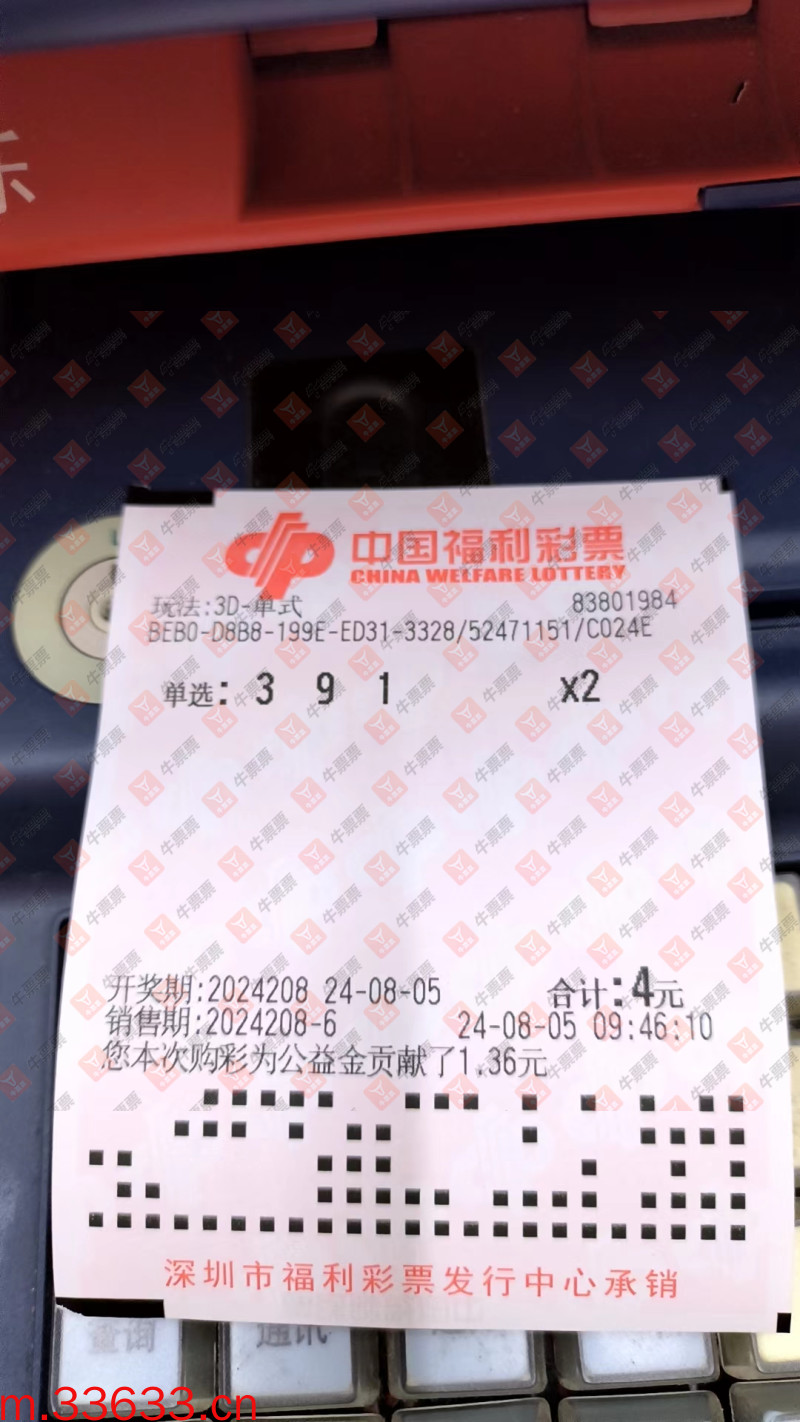 乐
中国福利彩票
CHINA WELFARE LOTTERY
玩法:3D-单式 83801984
BEB0-D8B8-199E-ED31-3328/52471151/C024E
单选: 3 9 1 x2
开奖期:2024208 24-08-05 合计:4元
销售期:2024208-6 24-08-05 09:46:10
您本次购彩为公益金贡献了1.36元
深圳市福利彩票发行中心承销
查询 通讯
牛票票
m.33633.cn